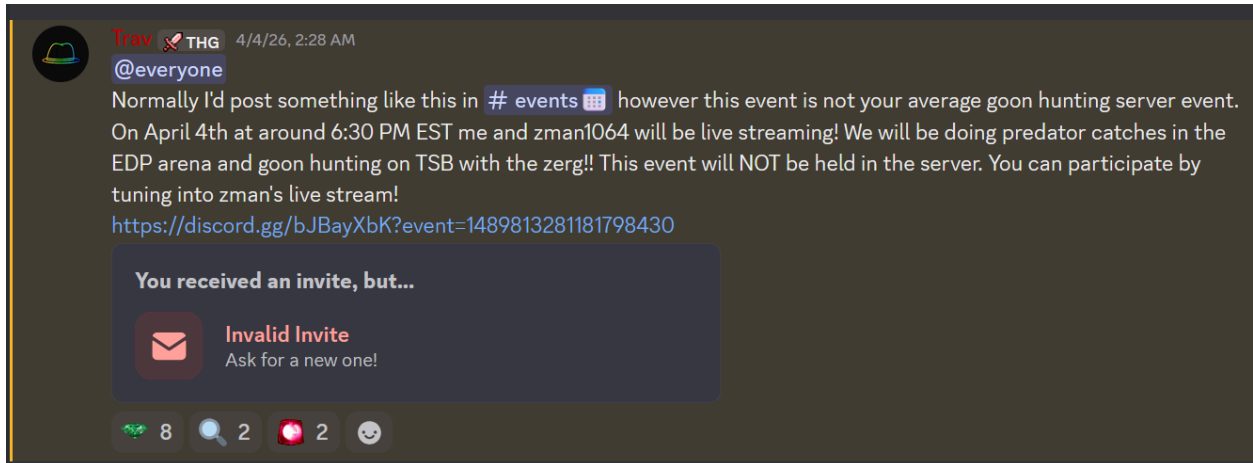 Trav THG 4/4/26, 2:28 AM
@everyone
Normally I'd post something like this in # events however this event is not your average goon hunting server event.
On April 4th at around 6:30 PM EST me and zman1064 will be live streaming! We will be doing predator catches in the
EDP arena and goon hunting on TSB with the zerg!! This event will NOT be held in the server. You can participate by
tuning into zman's live stream!
https://discord.gg/bJBayXbK?event=1489813281181798430
You received an invite, but...
Invalid Invite
Ask for a new one!
8 2 2